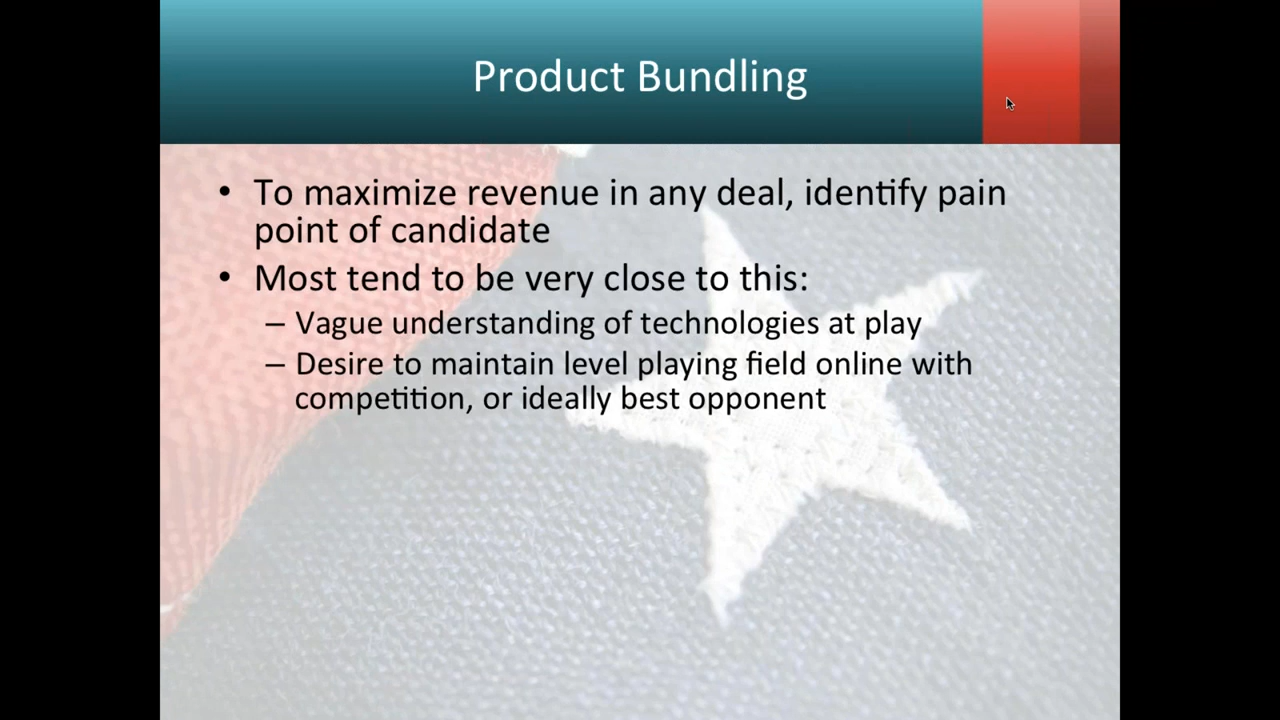 Product Bundling
• To maximize revenue in any deal, identify pain
point of candidate
• Most tend to be very close to this:
– Vague understanding of technologies at play
– Desire to maintain level playing field online with
competition, or ideally best opponent